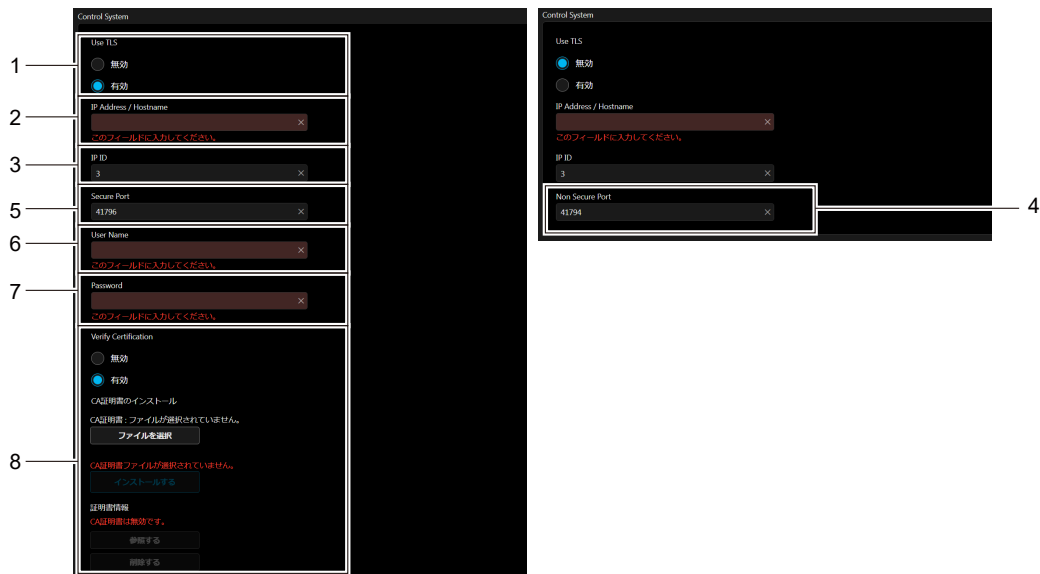 Control System
Use TLS
無効
有効
1
IP Address / Hostname
×
このフィールドに入力してください。
2
IP ID
3 ×
3
Secure Port
41796 ×
5
User Name
×
このフィールドに入力してください。
6
Password
×
このフィールドに入力してください。
7
Verify Certification
無効
有効
CA証明書のインストール
CA証明書 : ファイルが選択されていません。
ファイルを選択
CA証明書ファイルが選択されていません。
インストールする
証明書情報
CA証明書は無効です。
参照する
削除する
8
Control System
Use TLS
無効
有効
IP Address / Hostname
×
このフィールドに入力してください。
IP ID
3 ×
Non Secure Port
41794 ×
4